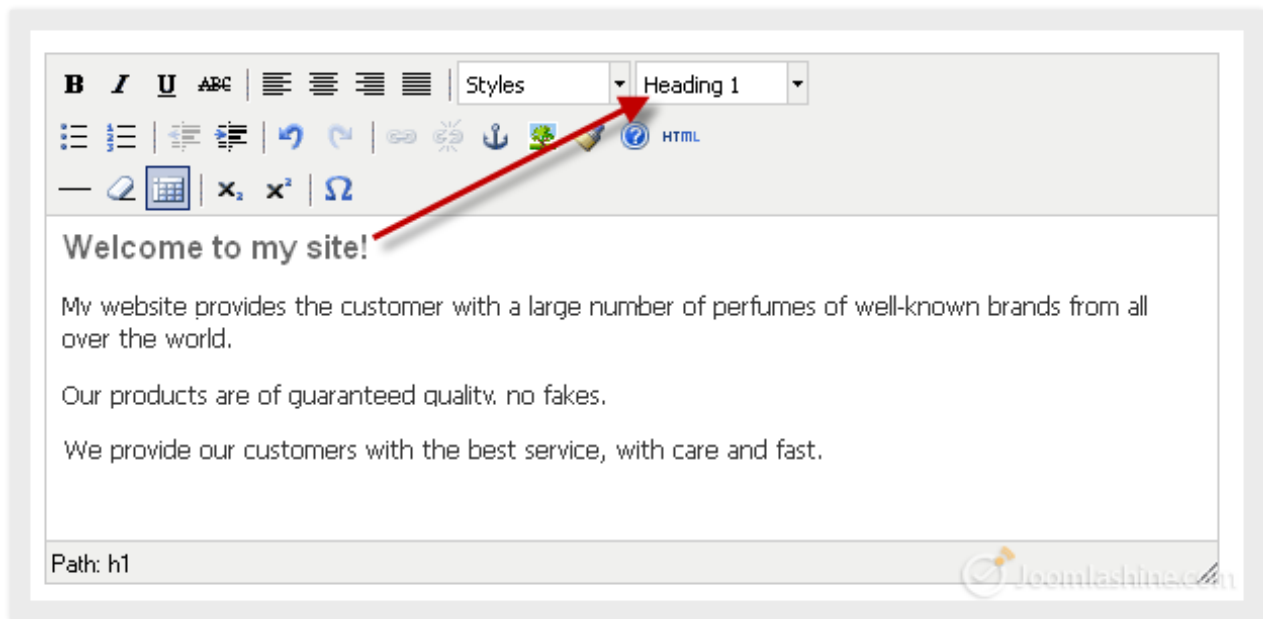 B I U ABC Styles Heading 1
HTML
x₂ x² Ω
Welcome to my site!
My website provides the customer with a large number of perfumes of well-known brands from all
over the world.
Our products are of guaranteed quality, no fakes.
We provide our customers with the best service, with care and fast.
Path: h1
Joomlashine.com